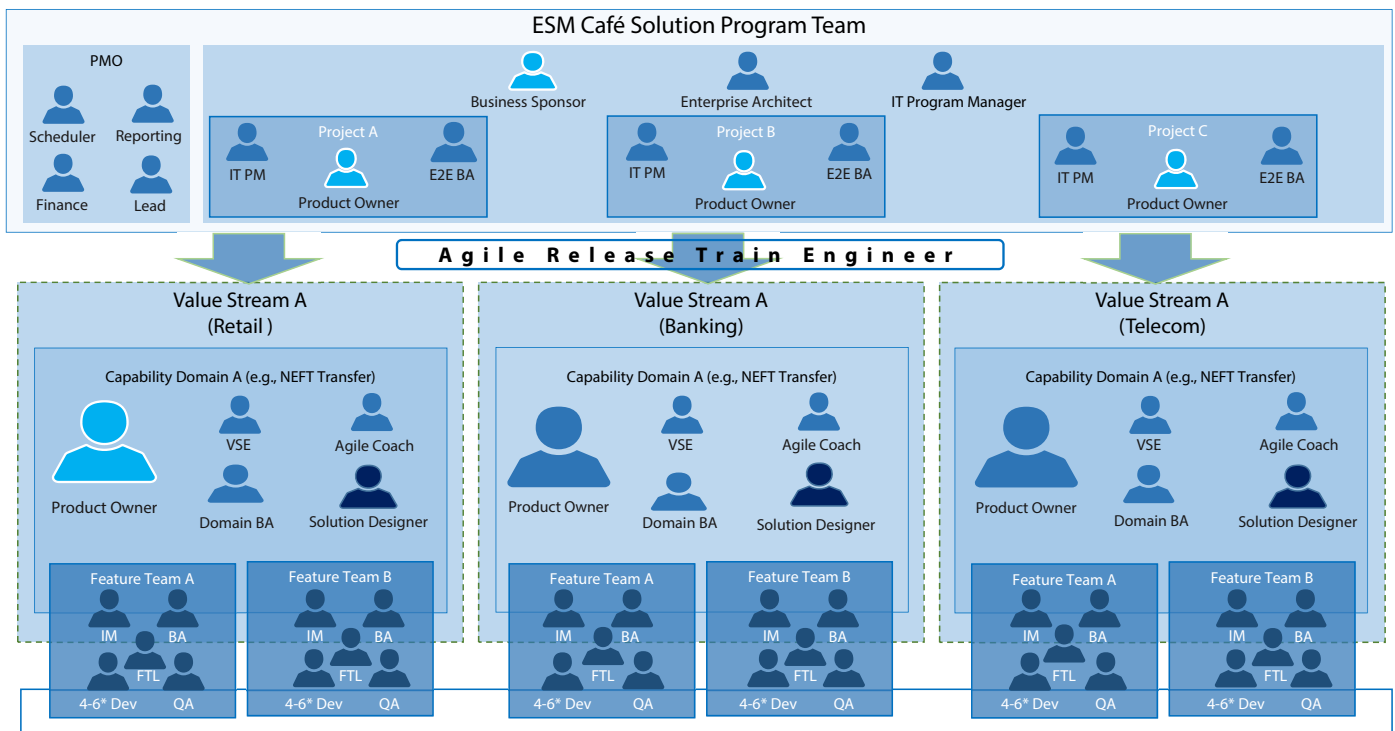 ESM Café Solution Program Team
PMO
Scheduler
Reporting
Finance
Lead
Business Sponsor
Enterprise Architect
IT Program Manager
Project A
IT PM
E2E BA
Product Owner
Project B
IT PM
E2E BA
Product Owner
Project C
IT PM
E2E BA
Product Owner
Agile Release Train Engineer
Value Stream A
(Retail )
Capability Domain A (e.g., NEFT Transfer)
VSE
Agile Coach
Product Owner
Domain BA
Solution Designer
Feature Team A
IM
BA
FTL
4-6* Dev
QA
Feature Team B
IM
BA
FTL
4-6* Dev
QA
Value Stream A
(Banking)
Capability Domain A (e.g., NEFT Transfer)
VSE
Agile Coach
Product Owner
Domain BA
Solution Designer
Feature Team A
IM
BA
FTL
4-6* Dev
QA
Feature Team B
IM
BA
FTL
4-6* Dev
QA
Value Stream A
(Telecom)
Capability Domain A (e.g., NEFT Transfer)
VSE
Agile Coach
Product Owner
Domain BA
Solution Designer
Feature Team A
IM
BA
FTL
4-6* Dev
QA
Feature Team B
IM
BA
FTL
4-6* Dev
QA